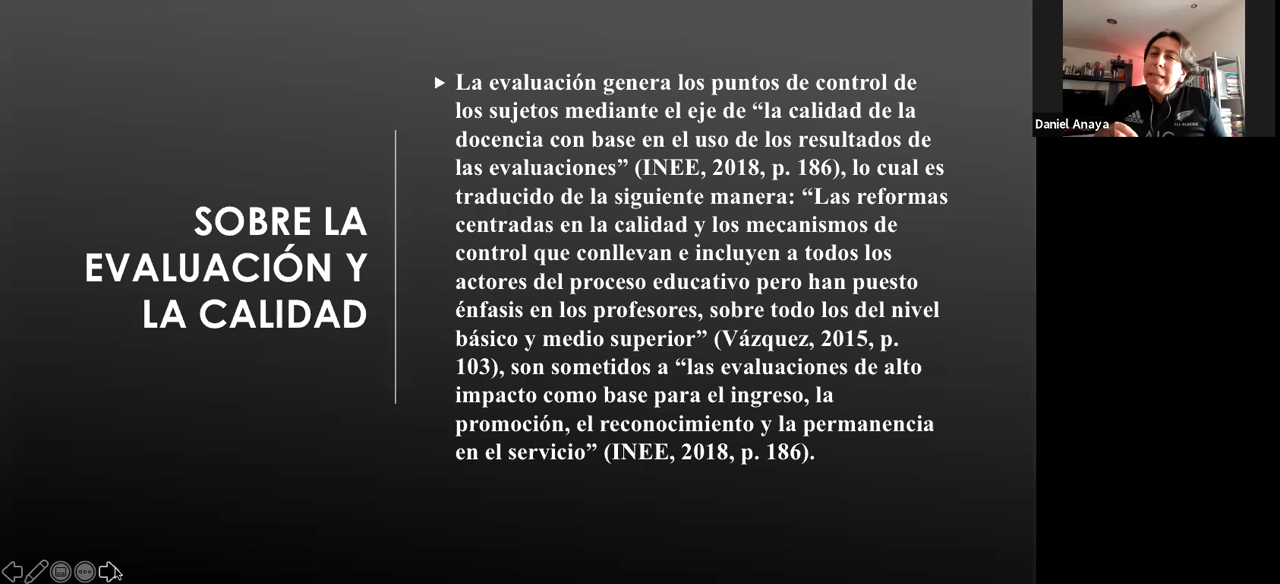 SOBRE LA
EVALUACIÓN Y
LA CALIDAD
La evaluación genera los puntos de control de
los sujetos mediante el eje de “la calidad de la
docencia con base en el uso de los resultados de
las evaluaciones” (INEE, 2018, p. 186), lo cual es
traducido de la siguiente manera: “Las reformas
centradas en la calidad y los mecanismos de
control que conllevan e incluyen a todos los
actores del proceso educativo pero han puesto
énfasis en los profesores, sobre todo los del nivel
básico y medio superior” (Vázquez, 2015, p.
103), son sometidos a “las evaluaciones de alto
impacto como base para el ingreso, la
promoción, el reconocimiento y la permanencia
en el servicio” (INEE, 2018, p. 186).
Daniel Anaya
AIG